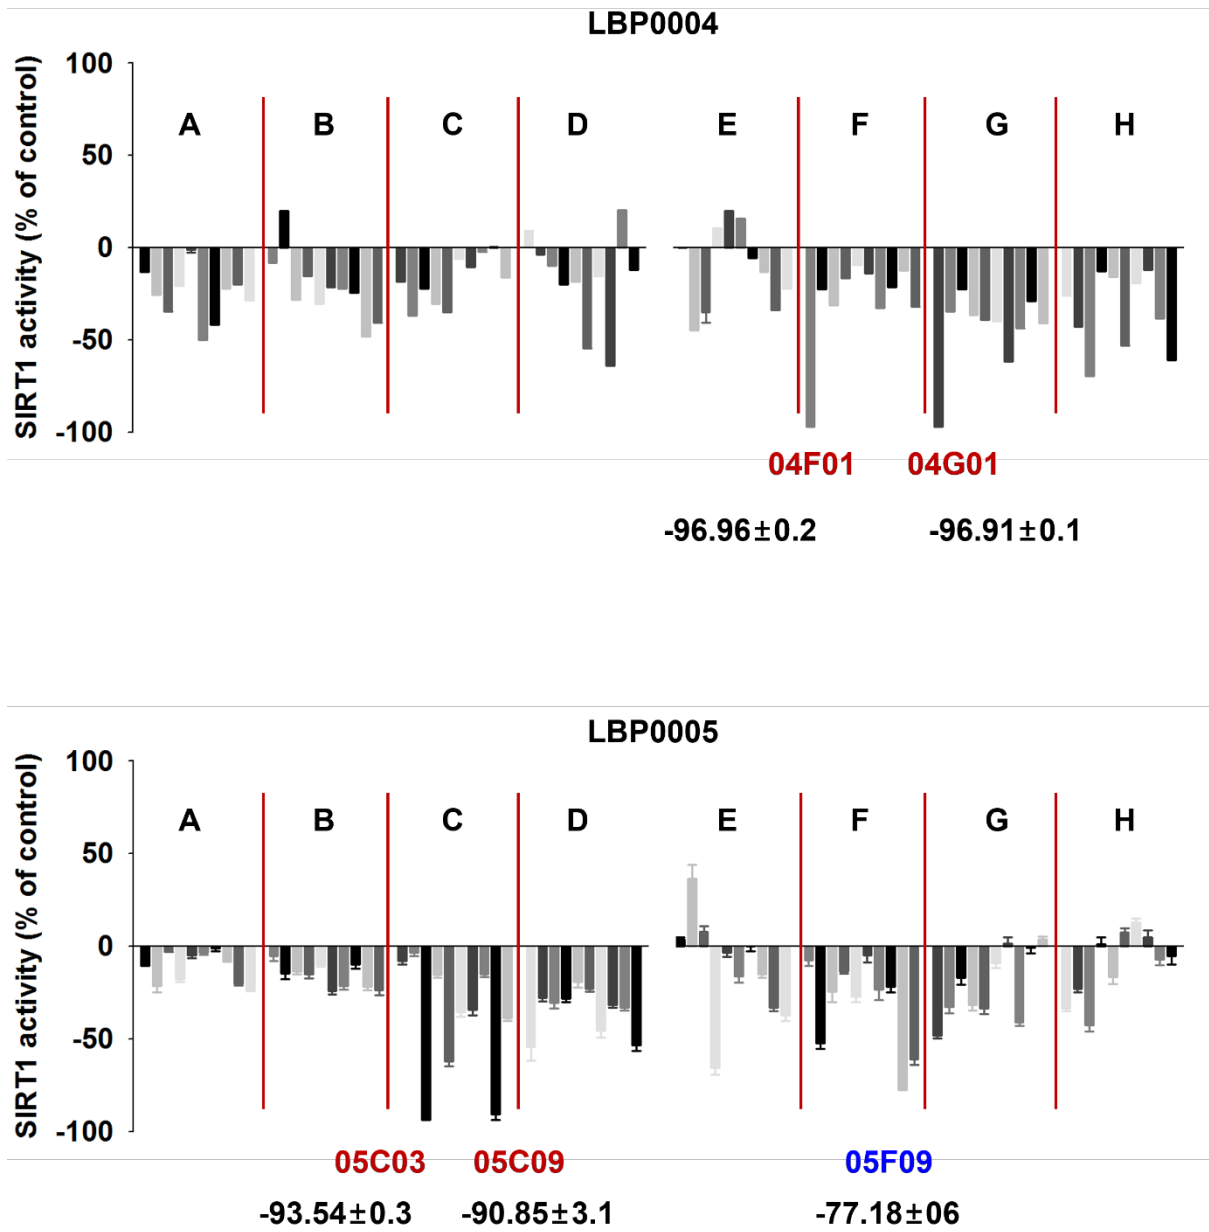 LBP0004
SIRT1 activity (% of control)
100
50
0
-50
-100
A B C D E F G H
04F01 04G01
-96.96±0.2 -96.91±0.1
LBP0005
SIRT1 activity (% of control)
100
50
0
-50
-100
A B C D E F G H
05C03 05C09 05F09
-93.54±0.3 -90.85±3.1 -77.18±06